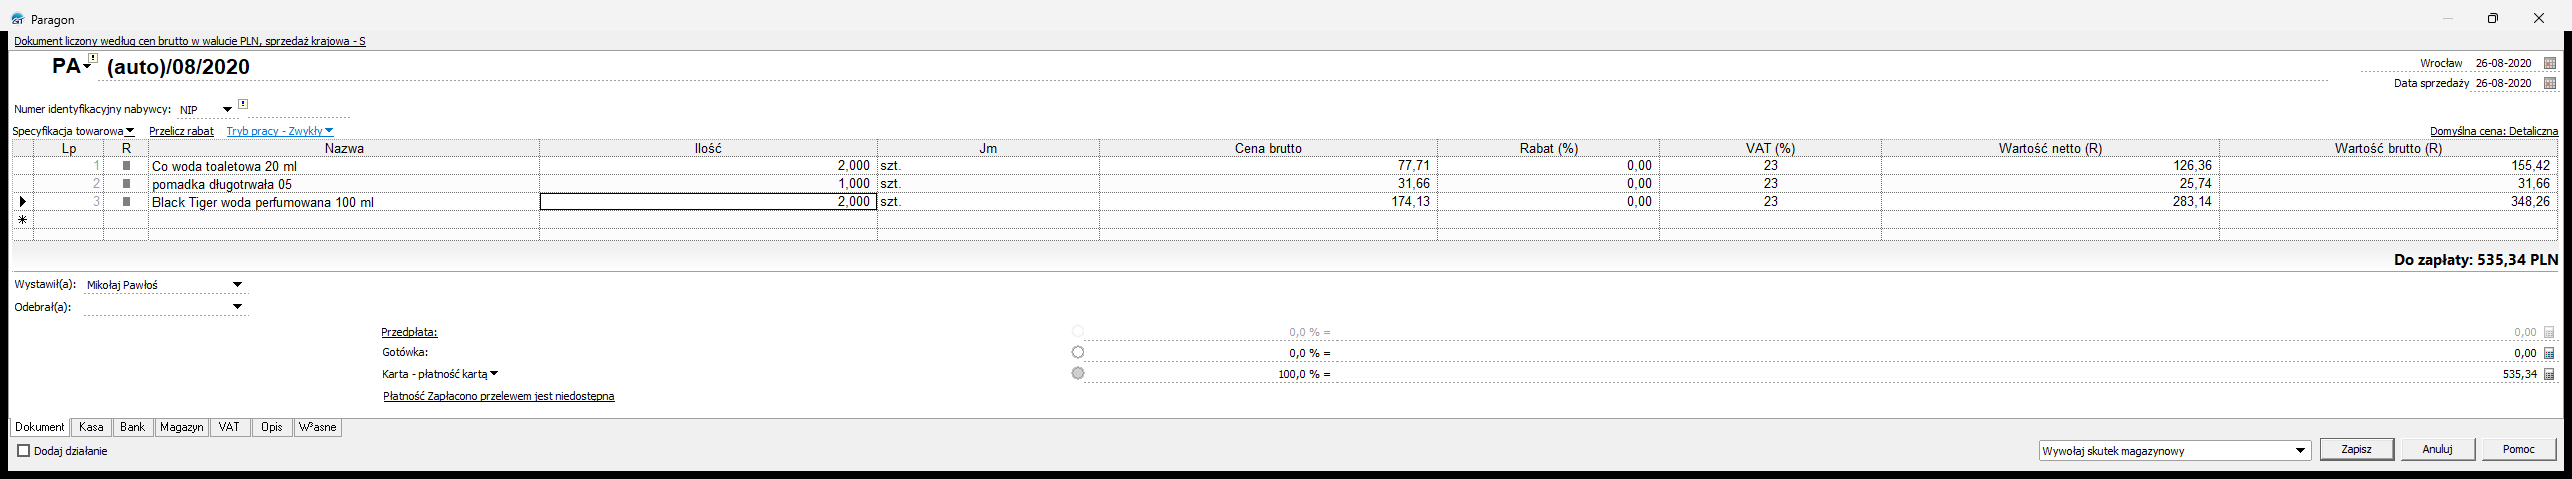 Paragon
Dokument liczony według cen brutto w walucie PLN, sprzedaż krajowa - S
PA (auto)/08/2020
Wrocław 26-08-2020
Data sprzedaży 26-08-2020
Numer identyfikacyjny nabywcy: NIP
Specyfikacja towarowa Przelicz rabat Tryb pracy - Zwykły Domyślna cena: Detaliczna
Lp R Nazwa Ilość Jm Cena brutto Rabat (%) VAT (%) Wartość netto (R) Wartość brutto (R)
1 Co woda toaletowa 20 ml 2,000 szt. 77,71 0,00 23 126,36 155,42
2 pomadka długotrwała 05 1,000 szt. 31,66 0,00 23 25,74 31,66
3 Black Tiger woda perfumowana 100 ml 2,000 szt. 174,13 0,00 23 283,14 348,26
Do zapłaty: 535,34 PLN
Wystawił(a): Mikołaj Pawłoś
Odebrał(a):
Przedpłata: 0,0 % = 0,00
Gotówka: 0,0 % = 0,00
Karta - płatność kartą 100,0 % = 535,34
Płatność Zapłacono przelewem jest niedostępna
Dokument Kasa Bank Magazyn VAT Opis W³asne
Dodaj działanie Wywołaj skutek magazynowy Zapisz Anuluj Pomoc